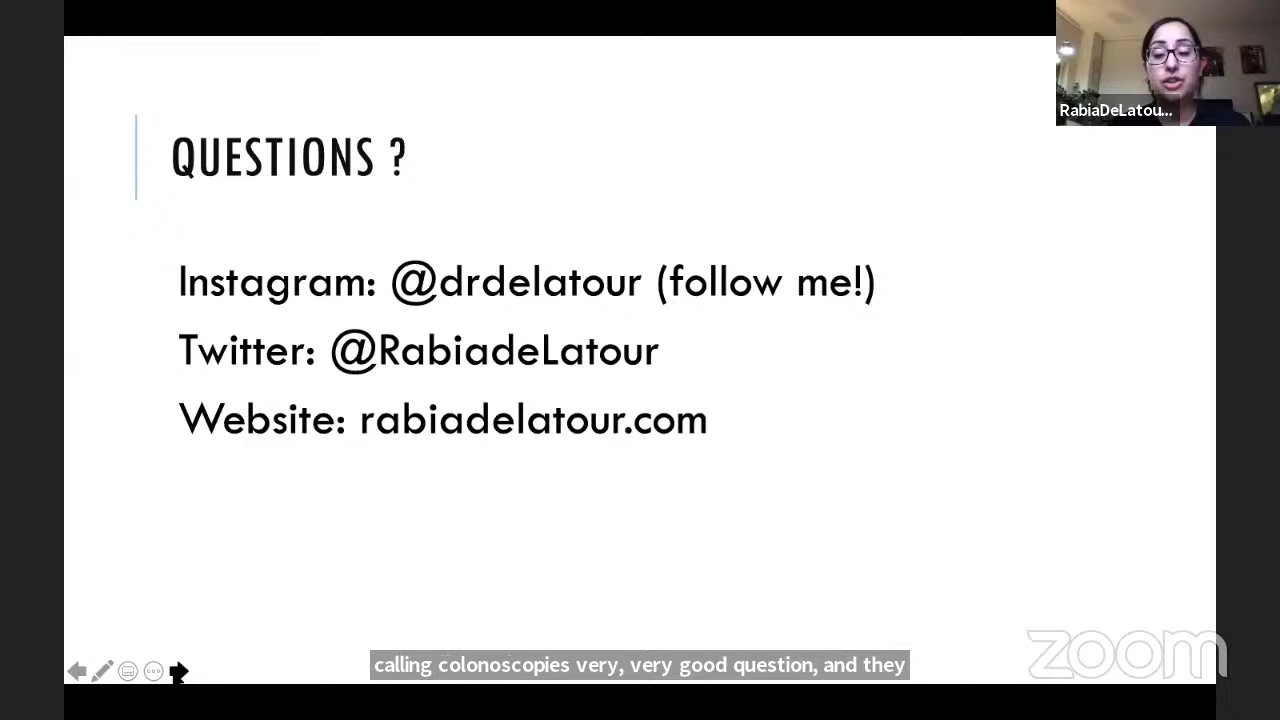 RabiaDeLatou...
QUESTIONS ?
Instagram: @drdelatour (follow me!)
Twitter: @RabiadeLatour
Website: rabiadelatour.com
calling colonoscopies very, very good question, and they
zoom